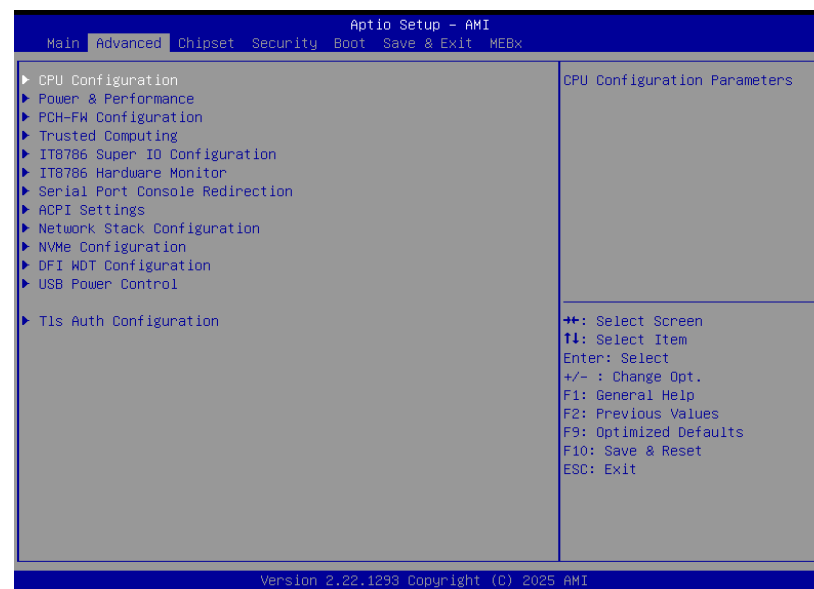 Aptio Setup - AMI
Main Advanced Chipset Security Boot Save & Exit MEBx
CPU Configuration
Power & Performance
PCH-FW Configuration
Trusted Computing
IT8786 Super IO Configuration
IT8786 Hardware Monitor
Serial Port Console Redirection
ACPI Settings
Network Stack Configuration
NVMe Configuration
DFI WDT Configuration
USB Power Control
Tls Auth Configuration
CPU Configuration Parameters
→←: Select Screen
↑↓: Select Item
Enter: Select
+/- : Change Opt.
F1: General Help
F2: Previous Values
F9: Optimized Defaults
F10: Save & Reset
ESC: Exit
Version 2.22.1293 Copyright (C) 2025 AMI